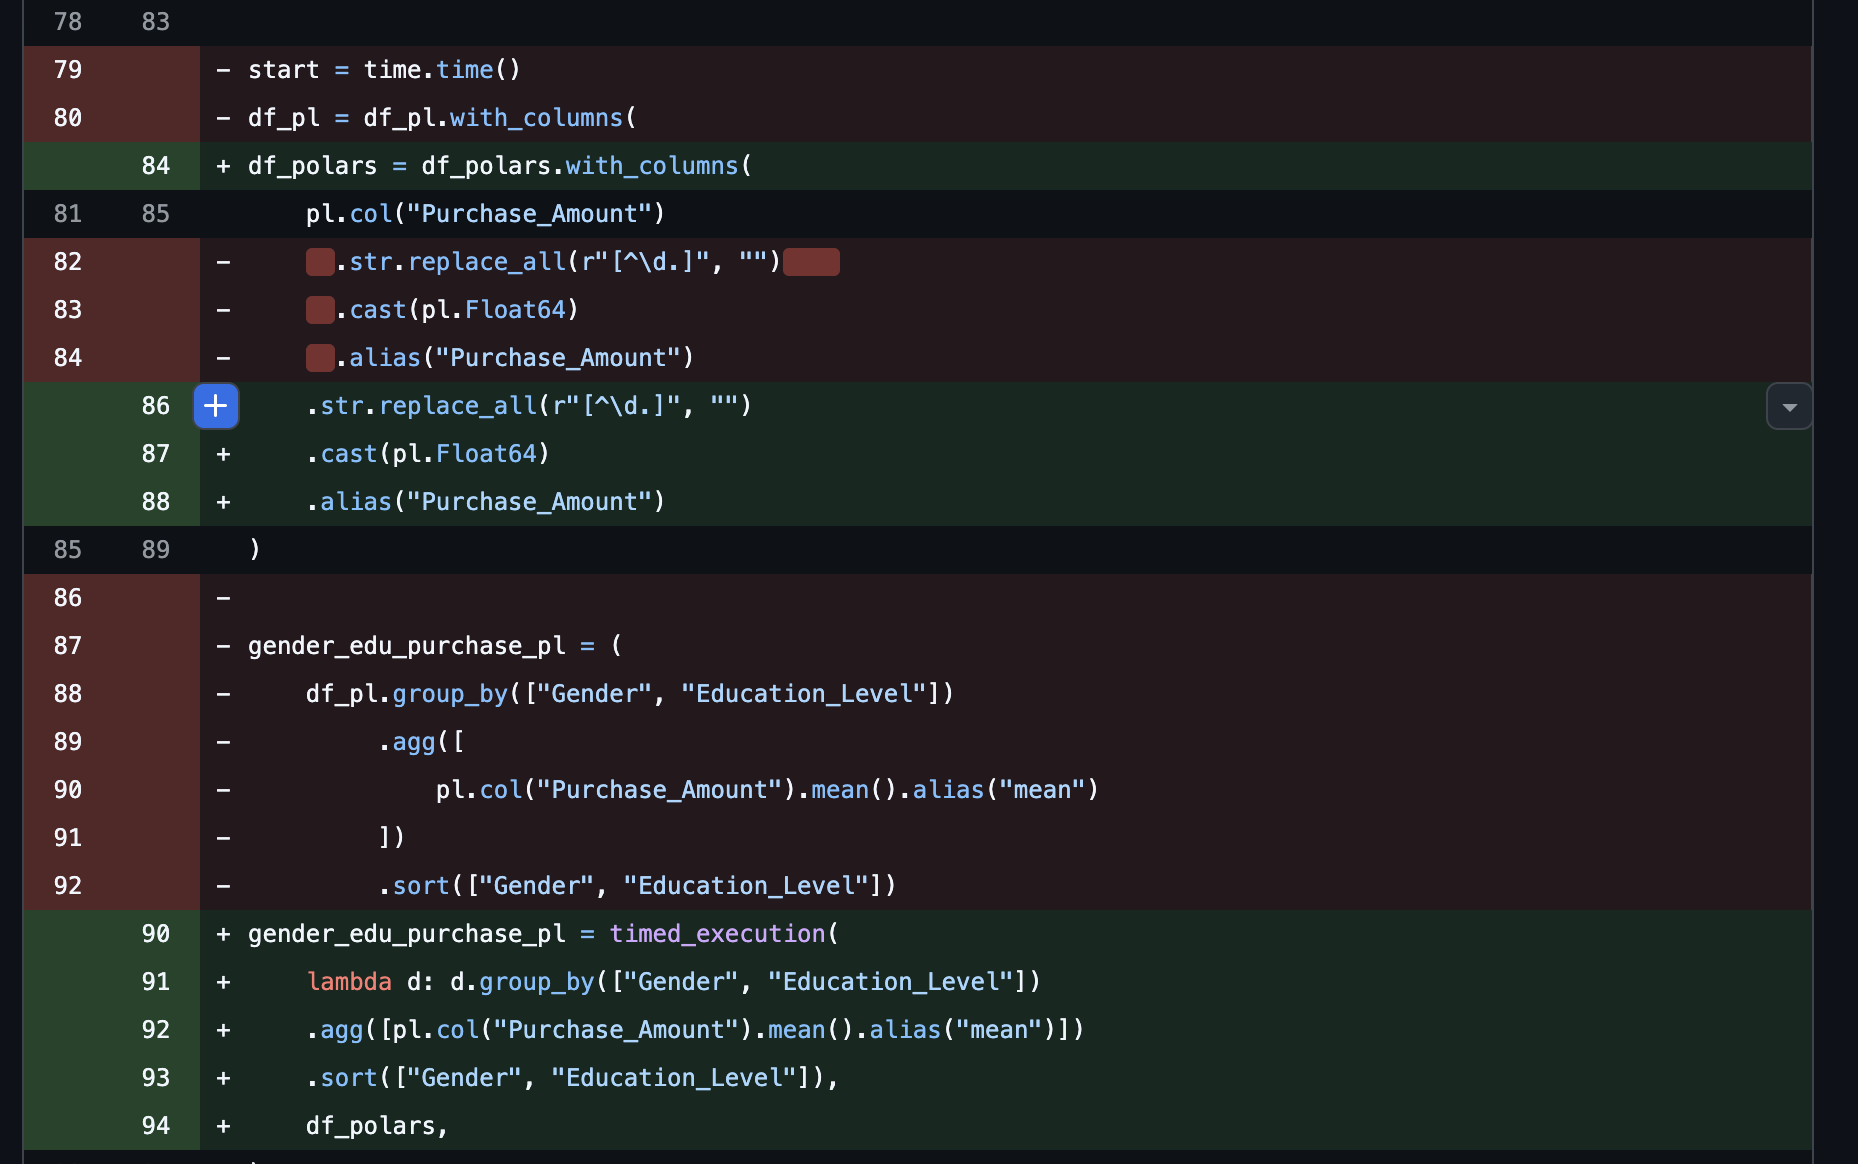 78 83
79 - start = time.time()
80 - df_pl = df_pl.with_columns(
84 + df_polars = df_polars.with_columns(
81 85 pl.col("Purchase_Amount")
82 - .str.replace_all(r"[^\d.]", "")
83 - .cast(pl.Float64)
84 - .alias("Purchase_Amount")
86 + .str.replace_all(r"[^\d.]", "")
87 + .cast(pl.Float64)
88 + .alias("Purchase_Amount")
85 89 )
86 -
87 - gender_edu_purchase_pl = (
88 - df_pl.group_by(["Gender", "Education_Level"])
89 - .agg([
90 - pl.col("Purchase_Amount").mean().alias("mean")
91 - ])
92 - .sort(["Gender", "Education_Level"])
90 + gender_edu_purchase_pl = timed_execution(
91 + lambda d: d.group_by(["Gender", "Education_Level"])
92 + .agg([pl.col("Purchase_Amount").mean().alias("mean")])
93 + .sort(["Gender", "Education_Level"]),
94 + df_polars,